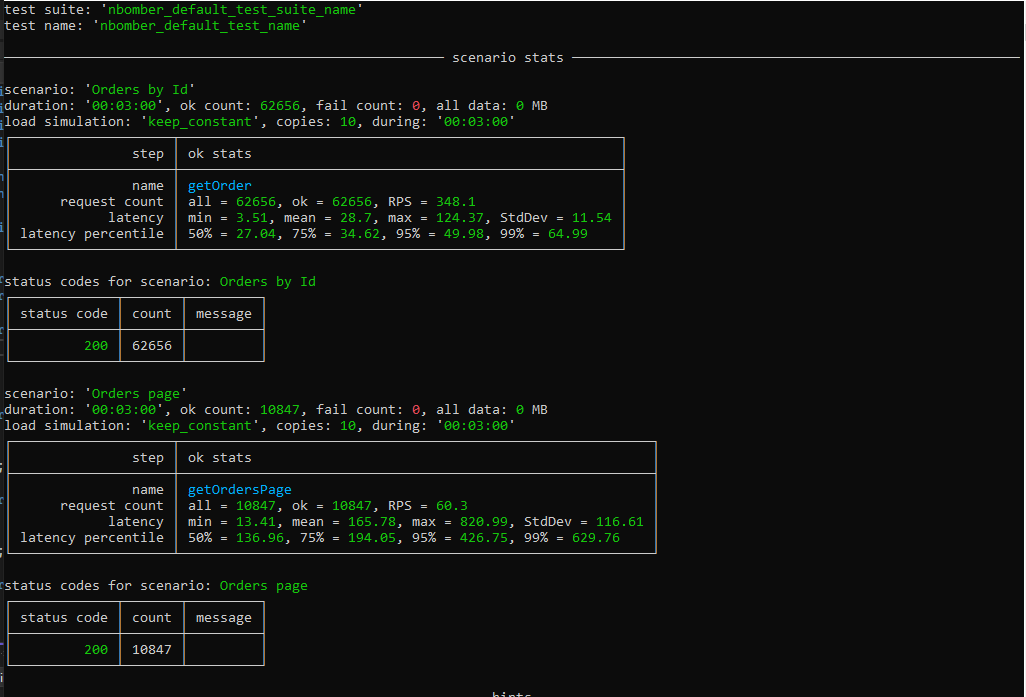 test suite: 'nbomber_default_test_suite_name'
test name: 'nbomber_default_test_name'
scenario stats
scenario: 'Orders by Id'
duration: '00:03:00', ok count: 62656, fail count: 0, all data: 0 MB
load simulation: 'keep_constant', copies: 10, during: '00:03:00'
step ok stats
name getOrder
request count all = 62656, ok = 62656, RPS = 348.1
latency min = 3.51, mean = 28.7, max = 124.37, StdDev = 11.54
latency percentile 50% = 27.04, 75% = 34.62, 95% = 49.98, 99% = 64.99
status codes for scenario: Orders by Id
status code count message
200 62656
scenario: 'Orders page'
duration: '00:03:00', ok count: 10847, fail count: 0, all data: 0 MB
load simulation: 'keep_constant', copies: 10, during: '00:03:00'
step ok stats
name getOrdersPage
request count all = 10847, ok = 10847, RPS = 60.3
latency min = 13.41, mean = 165.78, max = 820.99, StdDev = 116.61
latency percentile 50% = 136.96, 75% = 194.05, 95% = 426.75, 99% = 629.76
status codes for scenario: Orders page
status code count message
200 10847
hints